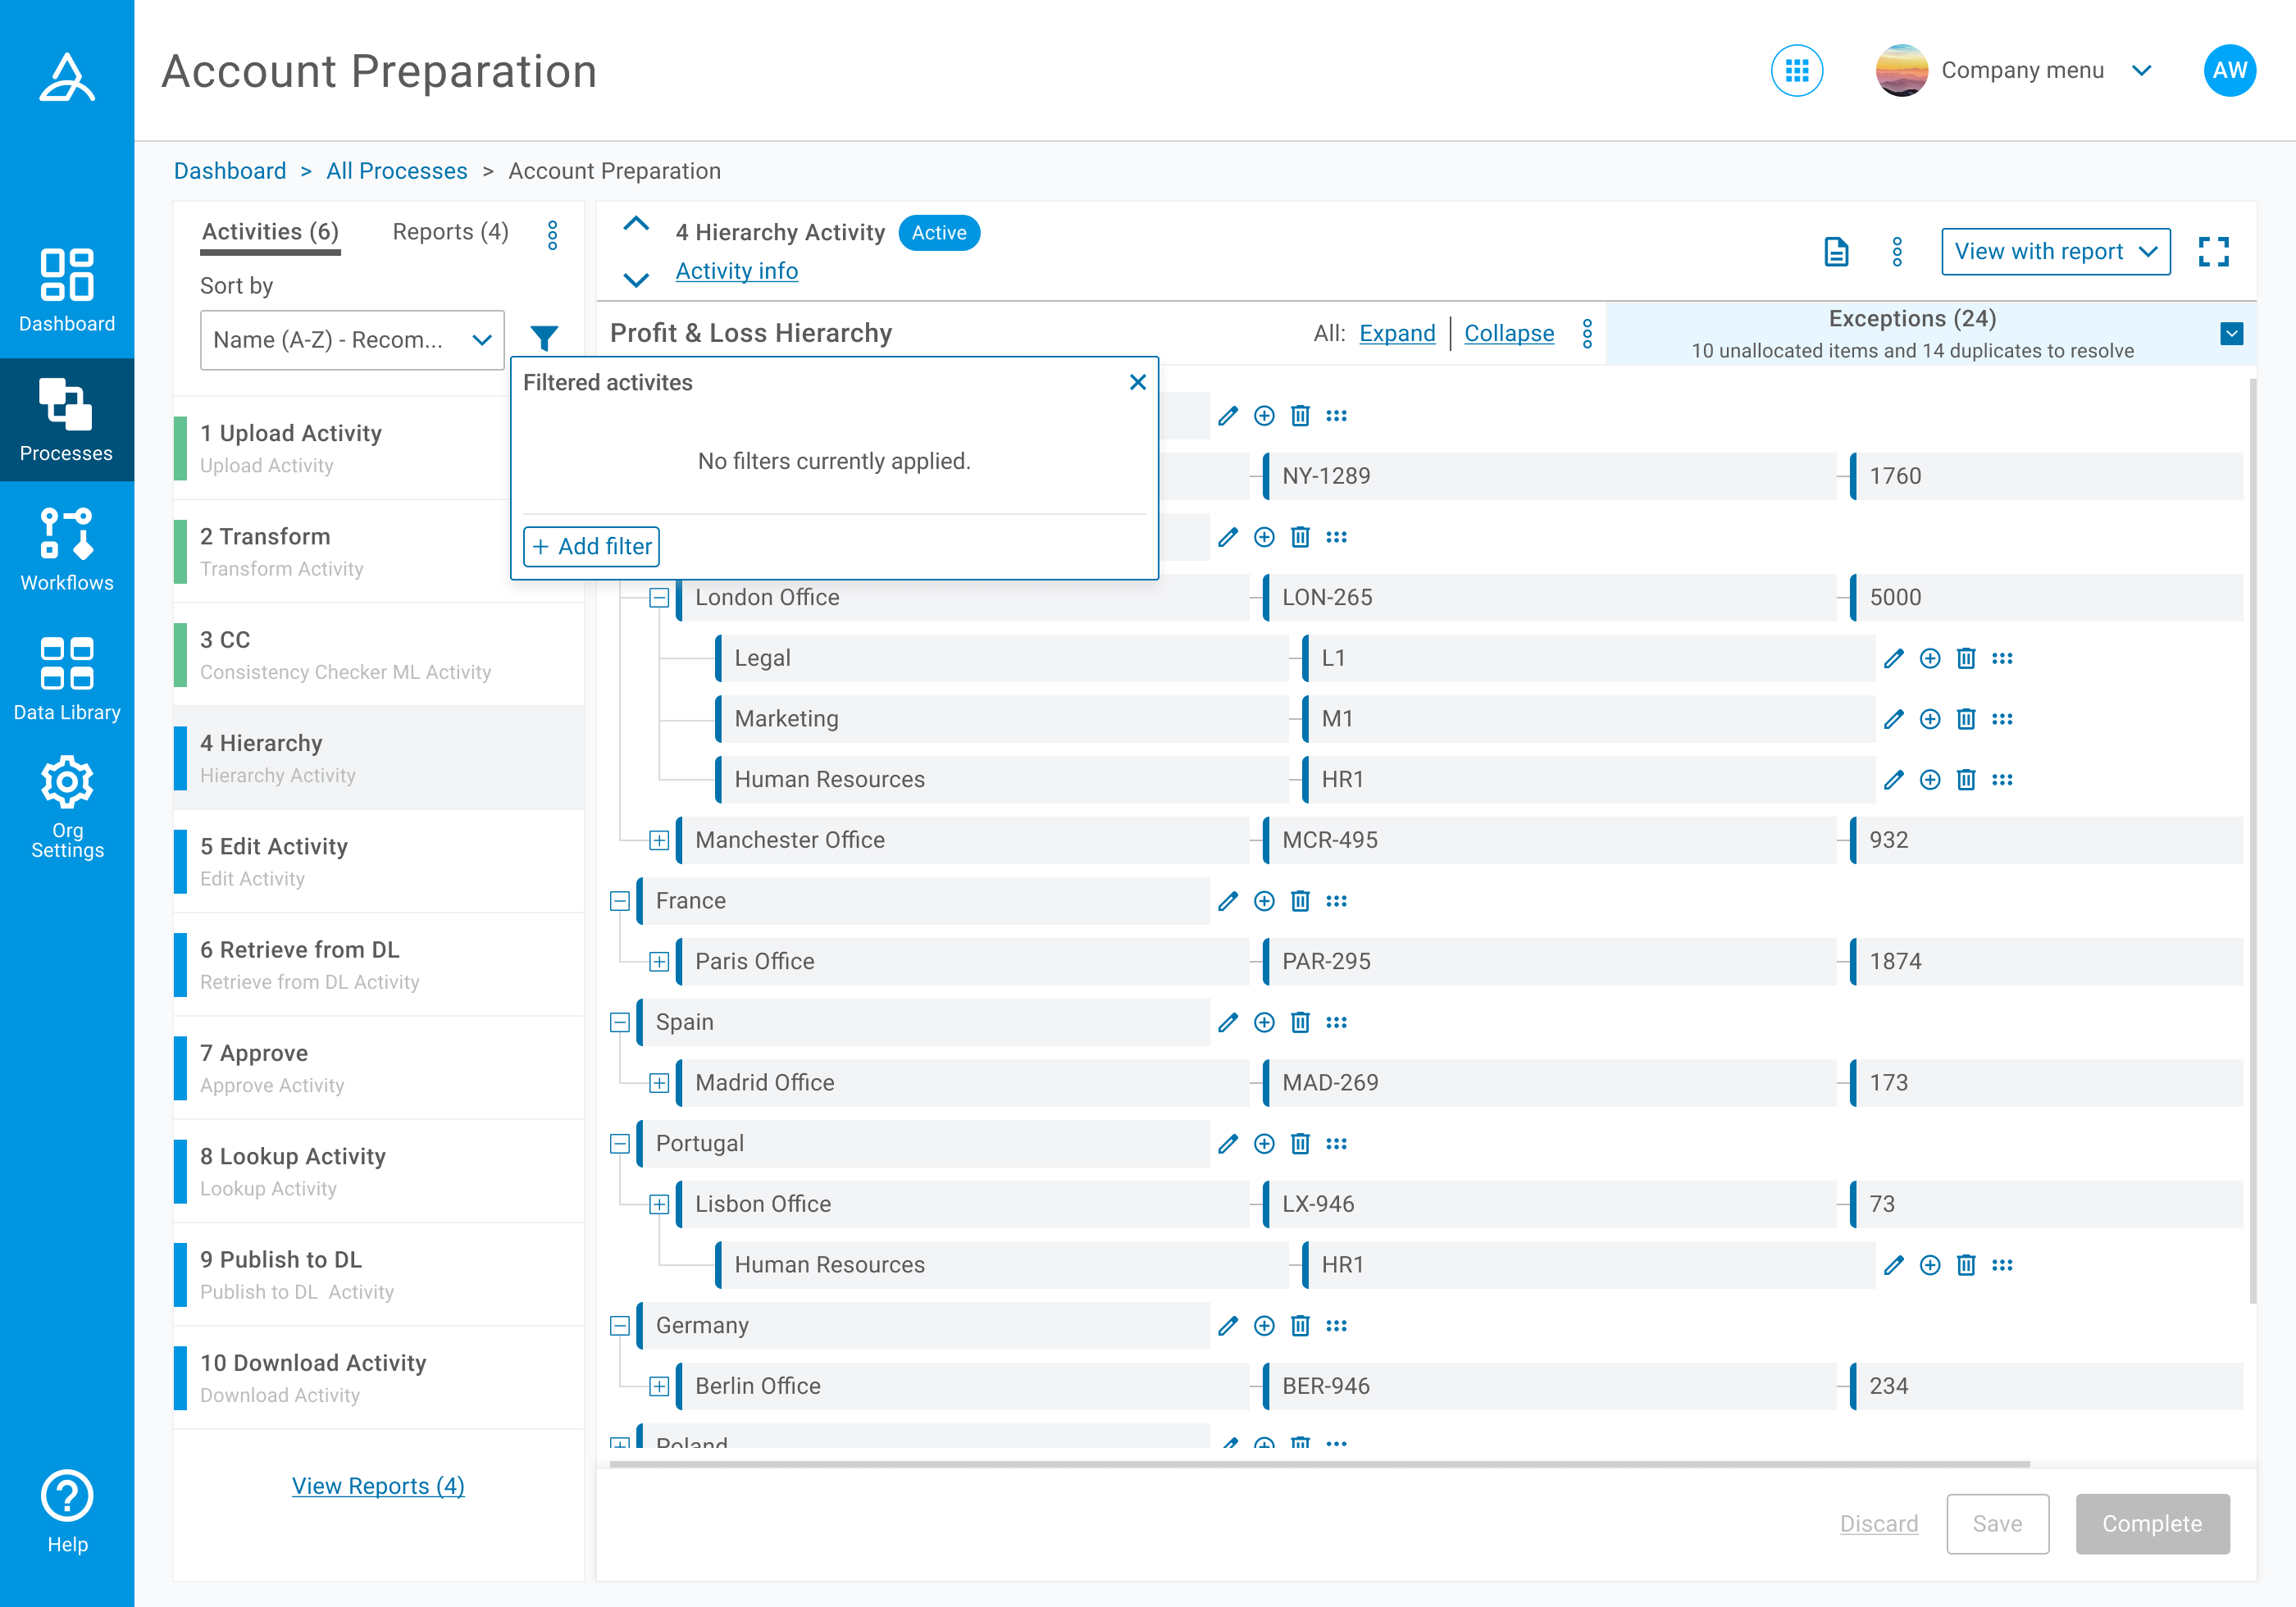 Account Preparation
Company menu
AW
Dashboard > All Processes > Account Preparation
Dashboard
Processes
Workflows
Data Library
Org
Settings
Help
Activities (6)
Reports (4)
Sort by
Name (A-Z) - Recom...
1 Upload Activity
Upload Activity
2 Transform
Transform Activity
3 CC
Consistency Checker ML Activity
4 Hierarchy
Hierarchy Activity
5 Edit Activity
Edit Activity
6 Retrieve from DL
Retrieve from DL Activity
7 Approve
Approve Activity
8 Lookup Activity
Lookup Activity
9 Publish to DL
Publish to DL  Activity
10 Download Activity
Download Activity
View Reports (4)
4 Hierarchy Activity
Active
Activity info
View with report
Profit & Loss Hierarchy
All: Expand | Collapse
Exceptions (24)
10 unallocated items and 14 duplicates to resolve
Filtered activites
No filters currently applied.
+ Add filter
NY-1289 1760
London Office LON-265 5000
Legal L1
Marketing M1
Human Resources HR1
Manchester Office MCR-495 932
France
Paris Office PAR-295 1874
Spain
Madrid Office MAD-269 173
Portugal
Lisbon Office LX-946 73
Human Resources HR1
Germany
Berlin Office BER-946 234
Poland
Discard
Save
Complete